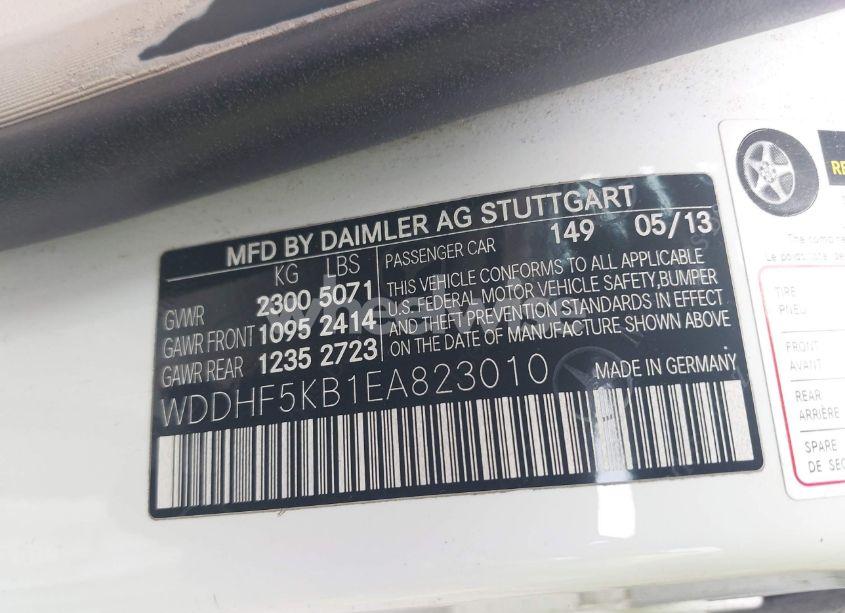 MFD BY DAIMLER AG STUTTGART
KG LBS
GVWR 2300 5071
GAWR FRONT 1095 2414
GAWR REAR 1235 2723
PASSENGER CAR 149 05/13
THIS VEHICLE CONFORMS TO ALL APPLICABLE
U.S. FEDERAL MOTOR VEHICLE SAFETY,BUMPER
AND THEFT PREVENTION STANDARDS IN EFFECT
ON THE DATE OF MANUFACTURE SHOWN ABOVE
WDDHF5KB1EA823010
MADE IN GERMANY
TIRE
PNEU
FRONT
AVANT
REAR
ARRIÈRE
SPARE